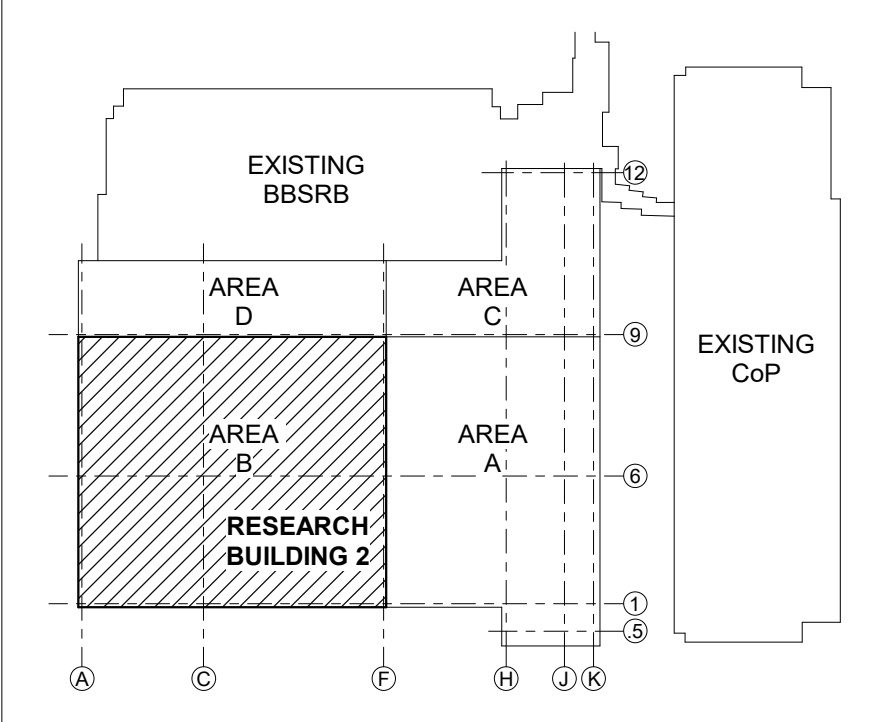 EXISTING
BBSRB
12
AREA
D
AREA
C
9
EXISTING
CoP
AREA
B
AREA
A
6
RESEARCH
BUILDING 2
1
.5
A
C
F
H
J
K